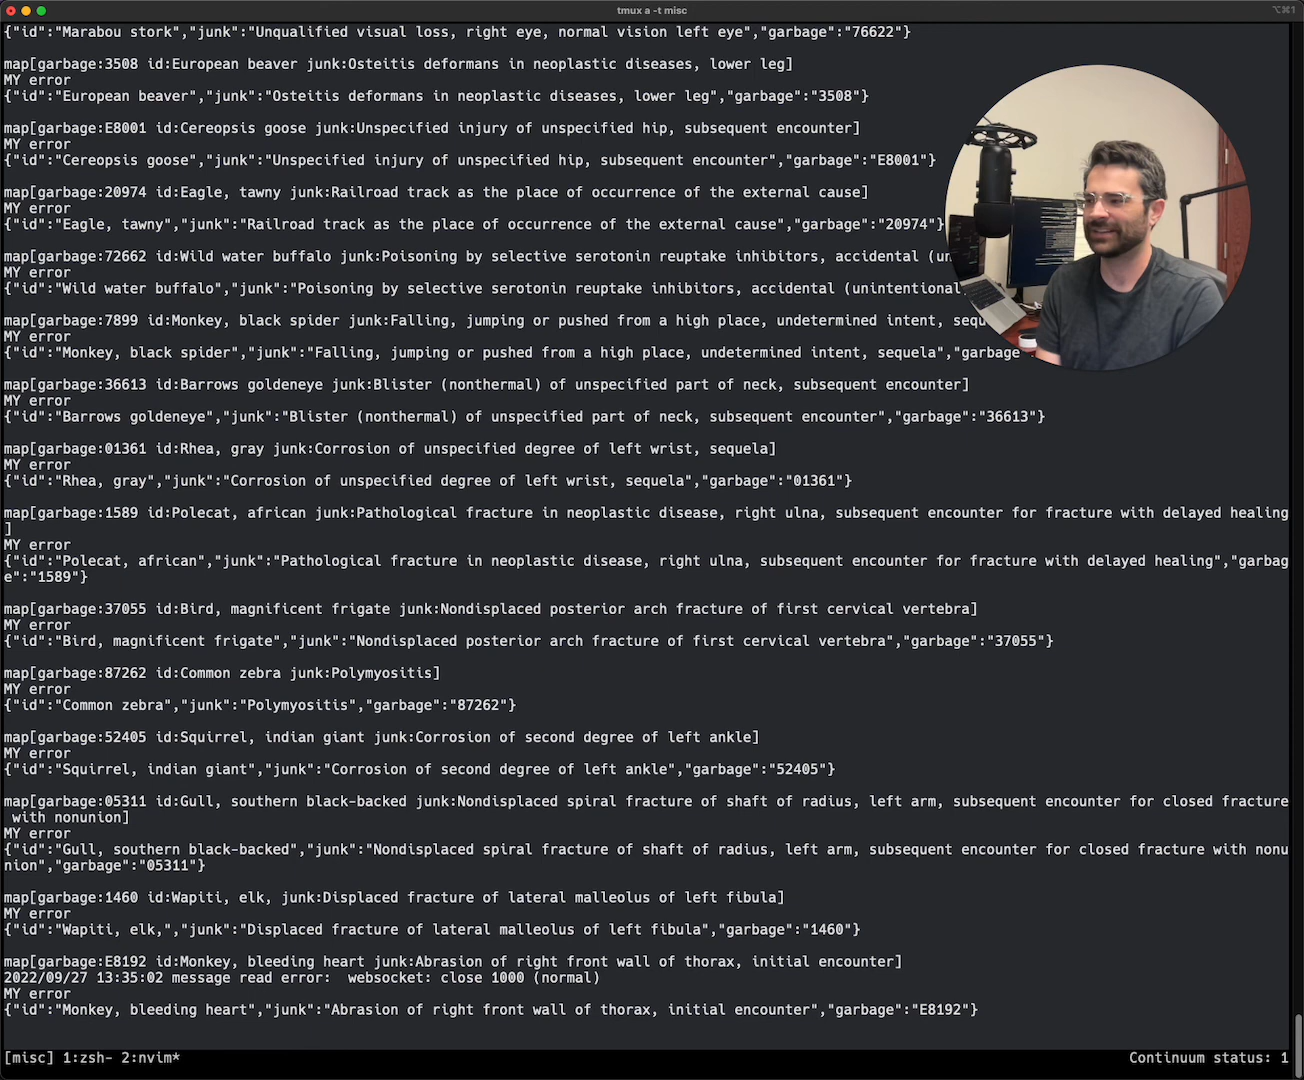 tmux a -t misc
⌥⌘1
{"id":"Marabou stork","junk":"Unqualified visual loss, right eye, normal vision left eye","garbage":"76622"}
map[garbage:3508 id:European beaver junk:Osteitis deformans in neoplastic diseases, lower leg]
MY error
{"id":"European beaver","junk":"Osteitis deformans in neoplastic diseases, lower leg","garbage":"3508"}
map[garbage:E8001 id:Cereopsis goose junk:Unspecified injury of unspecified hip, subsequent encounter]
MY error
{"id":"Cereopsis goose","junk":"Unspecified injury of unspecified hip, subsequent encounter","garbage":"E8001"}
map[garbage:20974 id:Eagle, tawny junk:Railroad track as the place of occurrence of the external cause]
MY error
{"id":"Eagle, tawny","junk":"Railroad track as the place of occurrence of the external cause","garbage":"20974"}
map[garbage:72662 id:Wild water buffalo junk:Poisoning by selective serotonin reuptake inhibitors, accidental (un
MY error
{"id":"Wild water buffalo","junk":"Poisoning by selective serotonin reuptake inhibitors, accidental (unintentional
map[garbage:7899 id:Monkey, black spider junk:Falling, jumping or pushed from a high place, undetermined intent, sequ
MY error
{"id":"Monkey, black spider","junk":"Falling, jumping or pushed from a high place, undetermined intent, sequela","garbage
map[garbage:36613 id:Barrows goldeneye junk:Blister (nonthermal) of unspecified part of neck, subsequent encounter]
MY error
{"id":"Barrows goldeneye","junk":"Blister (nonthermal) of unspecified part of neck, subsequent encounter","garbage":"36613"}
map[garbage:01361 id:Rhea, gray junk:Corrosion of unspecified degree of left wrist, sequela]
MY error
{"id":"Rhea, gray","junk":"Corrosion of unspecified degree of left wrist, sequela","garbage":"01361"}
map[garbage:1589 id:Polecat, african junk:Pathological fracture in neoplastic disease, right ulna, subsequent encounter for fracture with delayed healing
]
MY error
{"id":"Polecat, african","junk":"Pathological fracture in neoplastic disease, right ulna, subsequent encounter for fracture with delayed healing","garbag
e":"1589"}
map[garbage:37055 id:Bird, magnificent frigate junk:Nondisplaced posterior arch fracture of first cervical vertebra]
MY error
{"id":"Bird, magnificent frigate","junk":"Nondisplaced posterior arch fracture of first cervical vertebra","garbage":"37055"}
map[garbage:87262 id:Common zebra junk:Polymyositis]
MY error
{"id":"Common zebra","junk":"Polymyositis","garbage":"87262"}
map[garbage:52405 id:Squirrel, indian giant junk:Corrosion of second degree of left ankle]
MY error
{"id":"Squirrel, indian giant","junk":"Corrosion of second degree of left ankle","garbage":"52405"}
map[garbage:05311 id:Gull, southern black-backed junk:Nondisplaced spiral fracture of shaft of radius, left arm, subsequent encounter for closed fracture
with nonunion]
MY error
{"id":"Gull, southern black-backed","junk":"Nondisplaced spiral fracture of shaft of radius, left arm, subsequent encounter for closed fracture with nonu
nion","garbage":"05311"}
map[garbage:1460 id:Wapiti, elk, junk:Displaced fracture of lateral malleolus of left fibula]
MY error
{"id":"Wapiti, elk,","junk":"Displaced fracture of lateral malleolus of left fibula","garbage":"1460"}
map[garbage:E8192 id:Monkey, bleeding heart junk:Abrasion of right front wall of thorax, initial encounter]
2022/09/27 13:35:02 message read error:  websocket: close 1000 (normal)
MY error
{"id":"Monkey, bleeding heart","junk":"Abrasion of right front wall of thorax, initial encounter","garbage":"E8192"}
[misc] 1:zsh- 2:nvim* Continuum status: 1